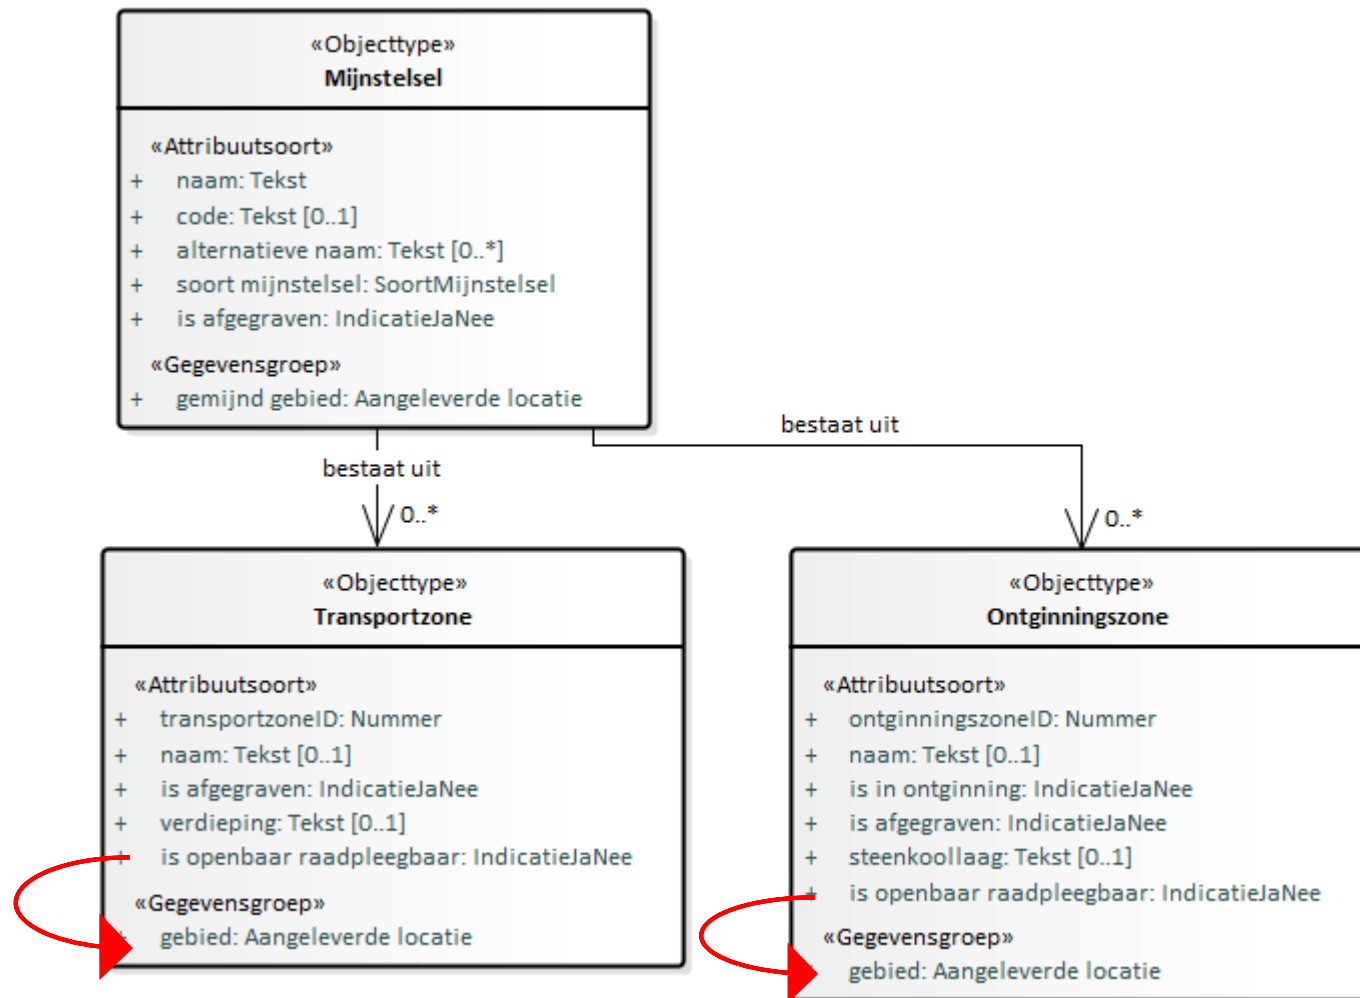 «Objecttype»
Mijnstelsel
«Attribuutsoort»
+ naam: Tekst
+ code: Tekst [0..1]
+ alternatieve naam: Tekst [0..*]
+ soort mijnstelsel: SoortMijnstelsel
+ is afgegraven: IndicatieJaNee
«Gegevensgroep»
+ gemijnd gebied: Aangeleverde locatie
bestaat uit
bestaat uit
0..*
0..*
«Objecttype»
Transportzone
«Attribuutsoort»
+ transportzoneID: Nummer
+ naam: Tekst [0..1]
+ is afgegraven: IndicatieJaNee
+ verdieping: Tekst [0..1]
+ is openbaar raadpleegbaar: IndicatieJaNee
«Gegevensgroep»
+ gebied: Aangeleverde locatie
«Objecttype»
Ontginningszone
«Attribuutsoort»
+ ontginningszoneID: Nummer
+ naam: Tekst [0..1]
+ is in ontginning: IndicatieJaNee
+ is afgegraven: IndicatieJaNee
+ steenkoollaag: Tekst [0..1]
+ is openbaar raadpleegbaar: IndicatieJaNee
«Gegevensgroep»
gebied: Aangeleverde locatie